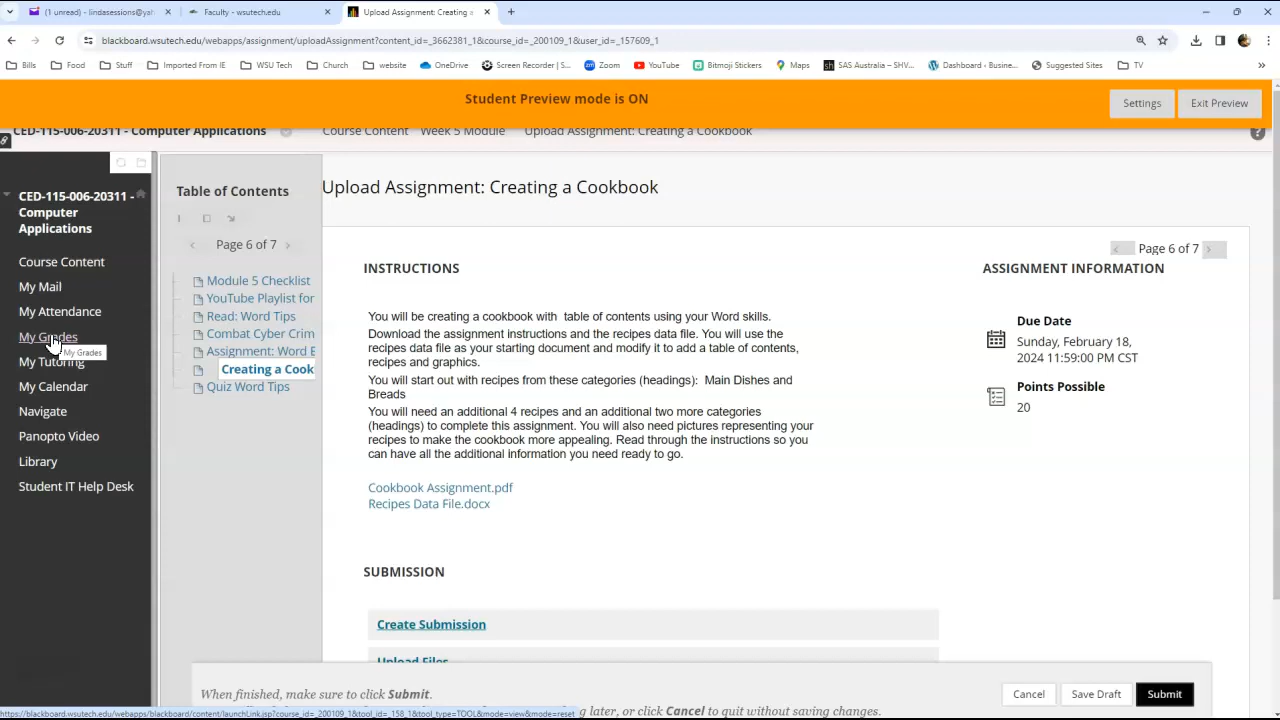 (1 unread) - lindasessions@yah
Faculty - wsutech.edu
Upload Assignment: Creating a C
blackboard.wsutech.edu/webapps/assignment/uploadAssignment?content_id=_3662381_1&course_id=_200109_1&user_id=_157609_1
Bills
Food
Stuff
Imported From IE
WSU Tech
Church
website
OneDrive
Screen Recorder | S...
Zoom
YouTube
Bitmoji Stickers
Maps
SAS Australia – SHV...
Dashboard ‹ Busine...
Suggested Sites
TV
»
Student Preview mode is ON
Settings
Exit Preview
CED-115-006-20311 - Computer Applications
Course Content
Week 5 Module
Upload Assignment: Creating a Cookbook
CED-115-006-20311 -
Computer
Applications
Course Content
My Mail
My Attendance
My Grades
My Grades
My Tutoring
My Calendar
Navigate
Panopto Video
Library
Student IT Help Desk
Table of Contents
Page 6 of 7
Module 5 Checklist
YouTube Playlist for
Read: Word Tips
Combat Cyber Crim
Assignment: Word E
Creating a Cook
Quiz Word Tips
Upload Assignment: Creating a Cookbook
Page 6 of 7
INSTRUCTIONS
You will be creating a cookbook with table of contents using your Word skills.
Download the assignment instructions and the recipes data file. You will use the
recipes data file as your starting document and modify it to add a table of contents,
recipes and graphics.
You will start out with recipes from these categories (headings): Main Dishes and
Breads
You will need an additional 4 recipes and an additional two more categories
(headings) to complete this assignment. You will also need pictures representing your
recipes to make the cookbook more appealing. Read through the instructions so you
can have all the additional information you need ready to go.
Cookbook Assignment.pdf
Recipes Data File.docx
ASSIGNMENT INFORMATION
Due Date
Sunday, February 18,
2024 11:59:00 PM CST
Points Possible
20
SUBMISSION
Create Submission
Upload Files
When finished, make sure to click Submit.
g later, or click Cancel to quit without saving changes.
Cancel
Save Draft
Submit
https://blackboard.wsutech.edu/webapps/blackboard/content/launchLink.jsp?course_id=_200109_1&tool_id=_158_1&tool_type=TOOL&mode=view&mode=reset